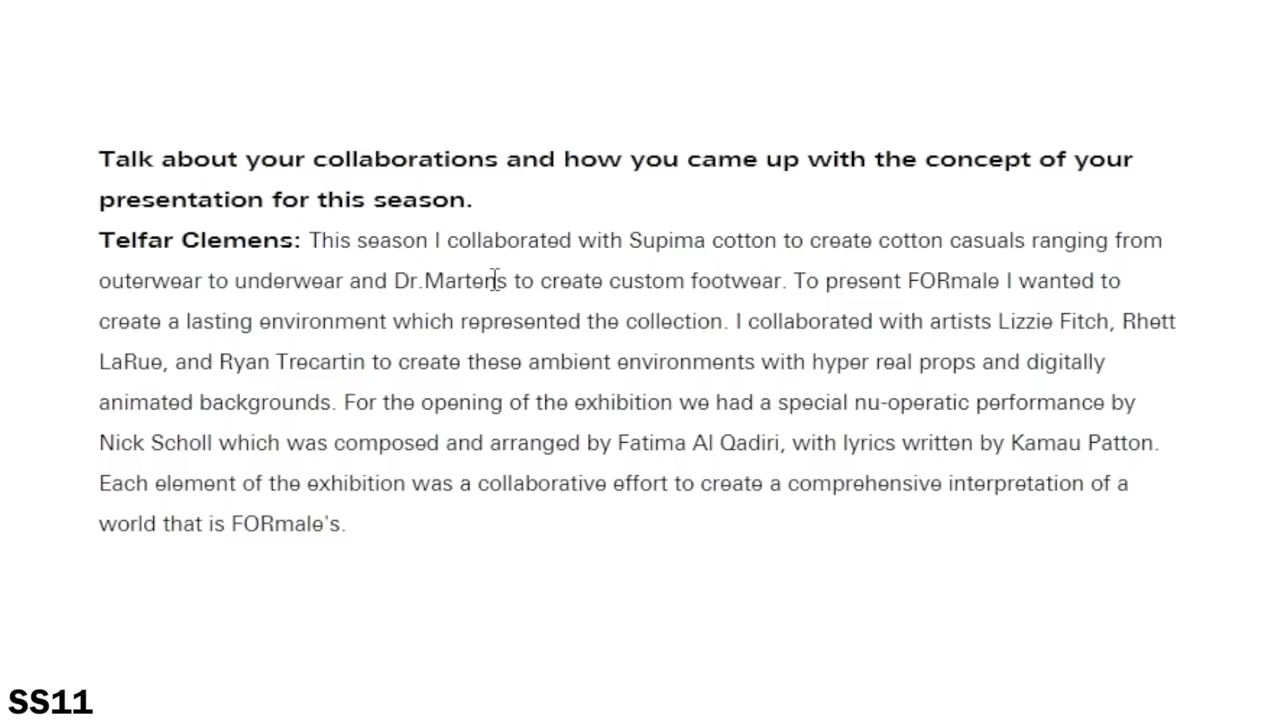 Talk about your collaborations and how you came up with the concept of your
presentation for this season.
Telfar Clemens: This season I collaborated with Supima cotton to create cotton casuals ranging from
outerwear to underwear and Dr.Martens to create custom footwear. To present FORmale I wanted to
create a lasting environment which represented the collection. I collaborated with artists Lizzie Fitch, Rhett
LaRue, and Ryan Trecartin to create these ambient environments with hyper real props and digitally
animated backgrounds. For the opening of the exhibition we had a special nu-operatic performance by
Nick Scholl which was composed and arranged by Fatima Al Qadiri, with lyrics written by Kamau Patton.
Each element of the exhibition was a collaborative effort to create a comprehensive interpretation of a
world that is FORmale's.
SS11